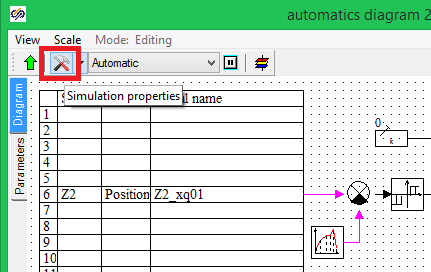 automatics diagram 2
View Scale Mode: Editing
Automatic
Simulation properties
Diagram
Parameters
name
1
2
3
4
5
6 Z2 Position Z2_xq01
7
8
9
10
0
k